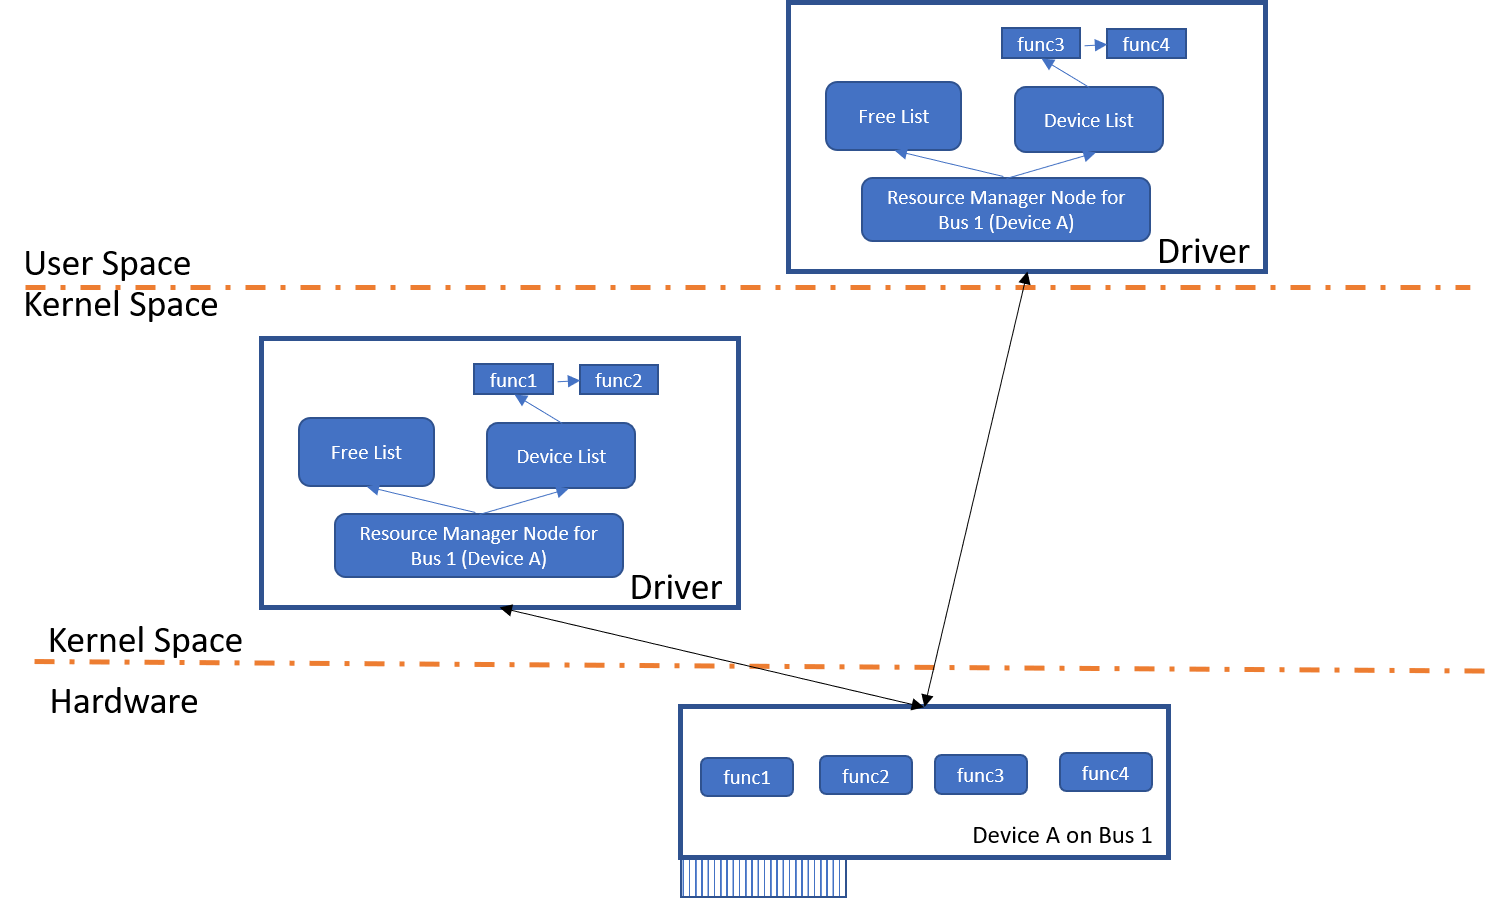 func3
func4
Free List
Device List
Resource Manager Node for
Bus 1 (Device A)
Driver
User Space
Kernel Space
func1
func2
Free List
Device List
Resource Manager Node for
Bus 1 (Device A)
Driver
Kernel Space
Hardware
func1
func2
func3
func4
Device A on Bus 1